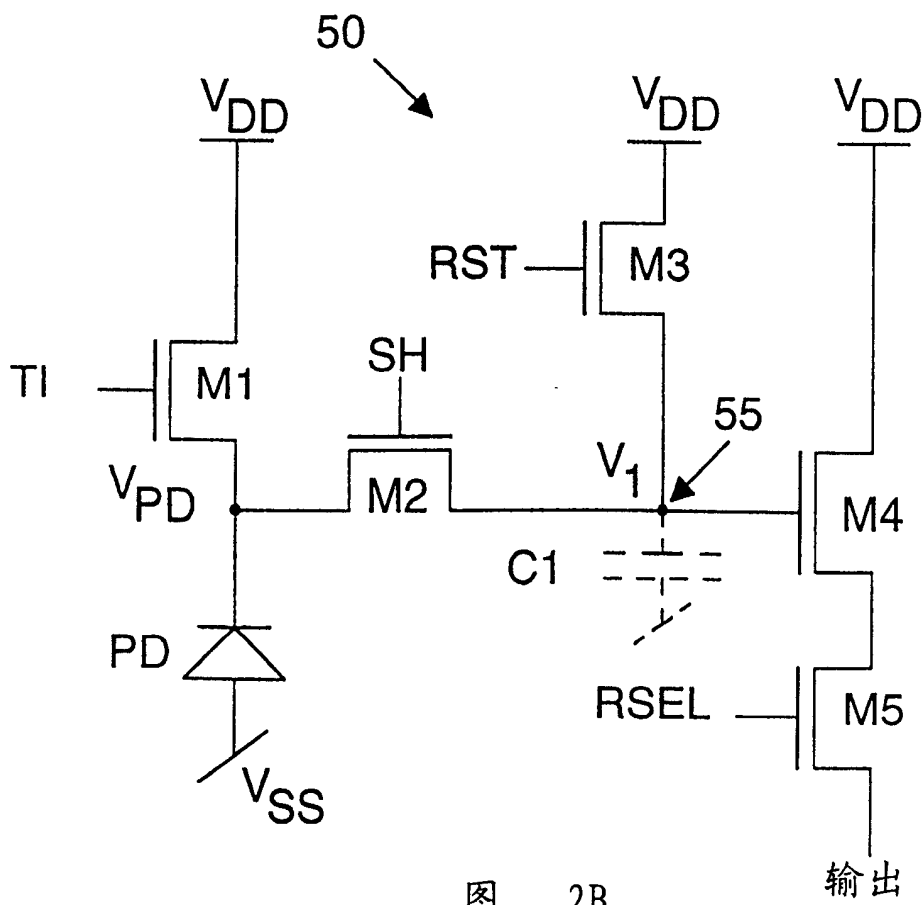 50
VDD
VDD
VDD
RST
M3
TI
M1
SH
55
VPD
M2
V1
M4
C1
PD
RSEL
M5
VSS
输出
图 2B